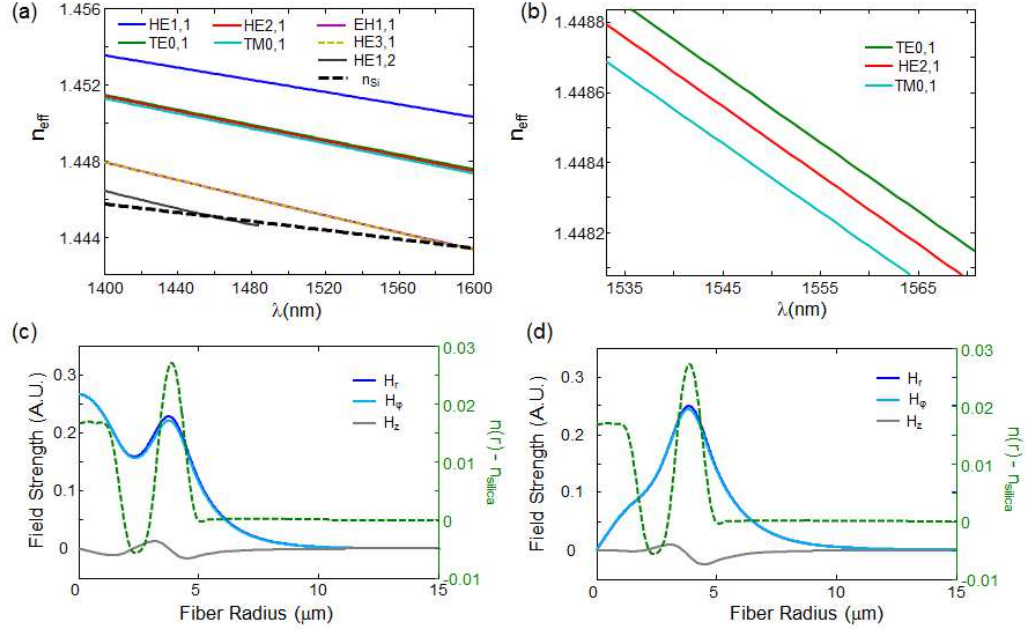 (a)
1.456
1.452
1.448
1.444
n_eff
HE1,1 HE2,1 EH1,1
TE0,1 TM0,1 HE3,1
HE1,2
n_Si
1400 1440 1480 1520 1560 1600
λ(nm)
(b)
1.4488
1.4486
1.4484
1.4482
n_eff
TE0,1
HE2,1
TM0,1
1535 1545 1555 1565
λ(nm)
(c)
0.3
0.2
0.1
0
Field Strength (A.U.)
H_r
H_φ
H_z
0.03
0.02
0.01
0
-0.01
n(r) - n_silica
0 5 10 15
Fiber Radius (μm)
(d)
0.3
0.2
0.1
0
Field Strength (A.U.)
H_r
H_φ
H_z
0.03
0.02
0.01
0
-0.01
n(r) - n_silica
0 5 10 15
Fiber Radius (μm)